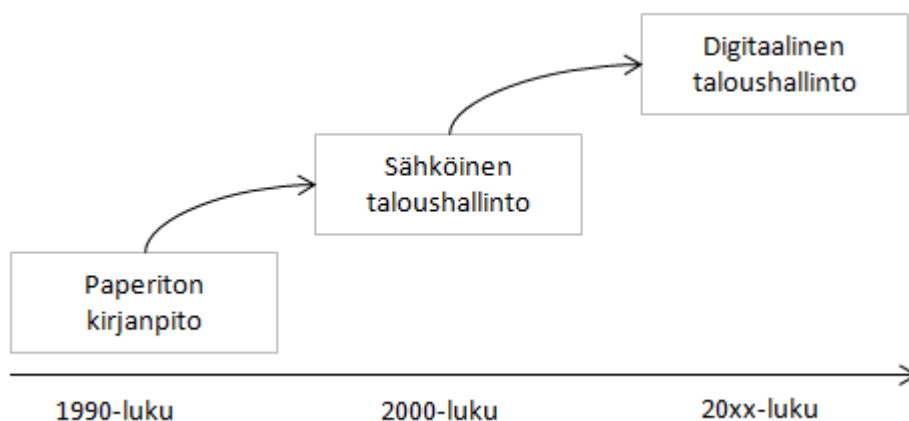 Digitaalinen
taloushallinto
Sähköinen
taloushallinto
Paperiton
kirjanpito
1990-luku
2000-luku
20xx-luku